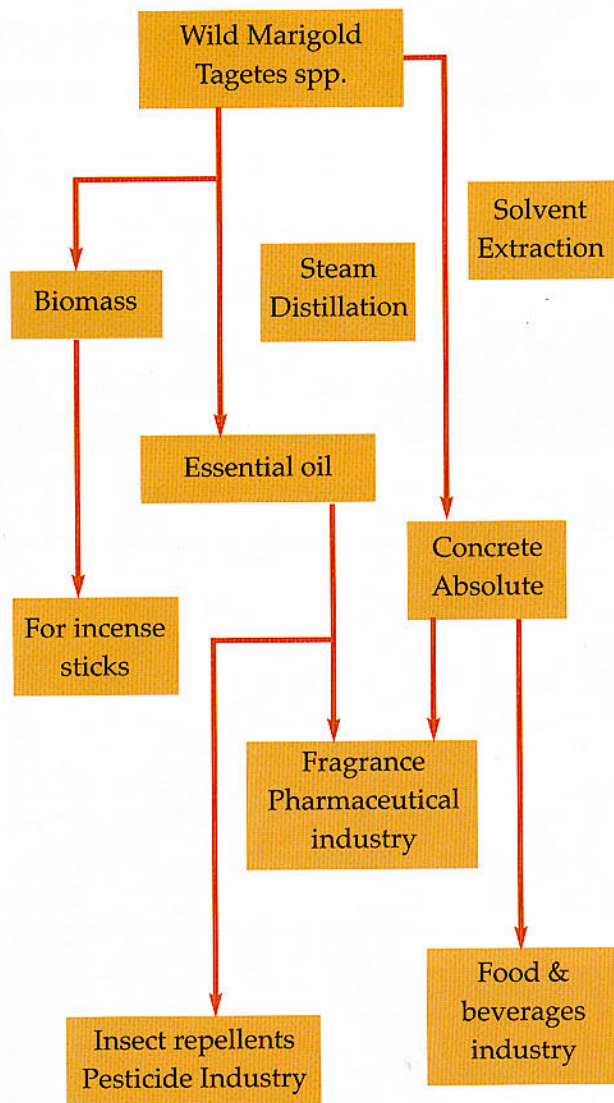 Wild Marigold
Tagetes spp.
Solvent
Extraction
Steam
Distillation
Biomass
Essential oil
Concrete
Absolute
For incense
sticks
Fragrance
Pharmaceutical
industry
Food &
beverages
industry
Insect repellents
Pesticide Industry